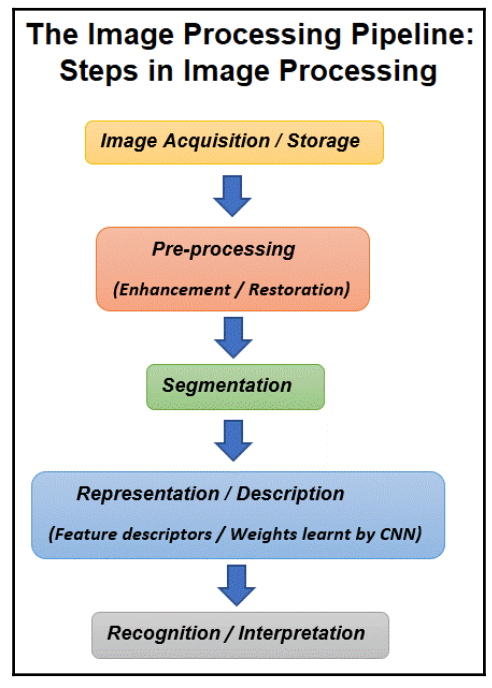 The Image Processing Pipeline:
Steps in Image Processing
Image Acquisition / Storage
Pre-processing
(Enhancement / Restoration)
Segmentation
Representation / Description
(Feature descriptors / Weights learnt by CNN)
Recognition / Interpretation